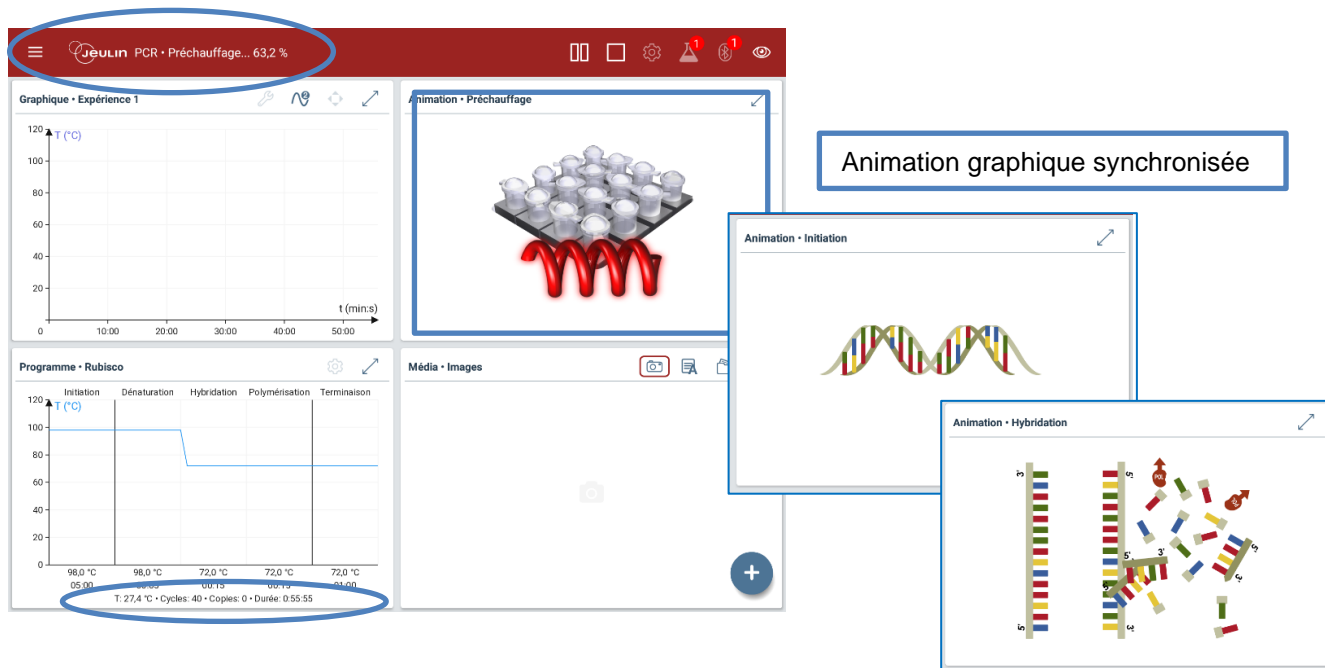 Jeulin PCR • Préchauffage... 63,2 %
1
1
Graphique • Expérience 1
2
T (°C)
120
100
80
60
40
20
0
10:00 20:00 30:00 40:00 50:00
t (min:s)
Animation • Préchauffage
Animation graphique synchronisée
Animation • Initiation
Programme • Rubisco
Initiation Dénaturation Hybridation Polymérisation Terminaison
T (°C)
120
100
80
60
40
20
0
98,0 °C 98,0 °C 72,0 °C 72,0 °C 72,0 °C
05:00 00:15 01:00
T: 27,4 °C • Cycles: 40 • Copies: 0 • Durée: 0:55:55
Média • Images
A
+
Animation • Hybridation
3' 5'
POL
5' 3'
5'
3'
5' 3'